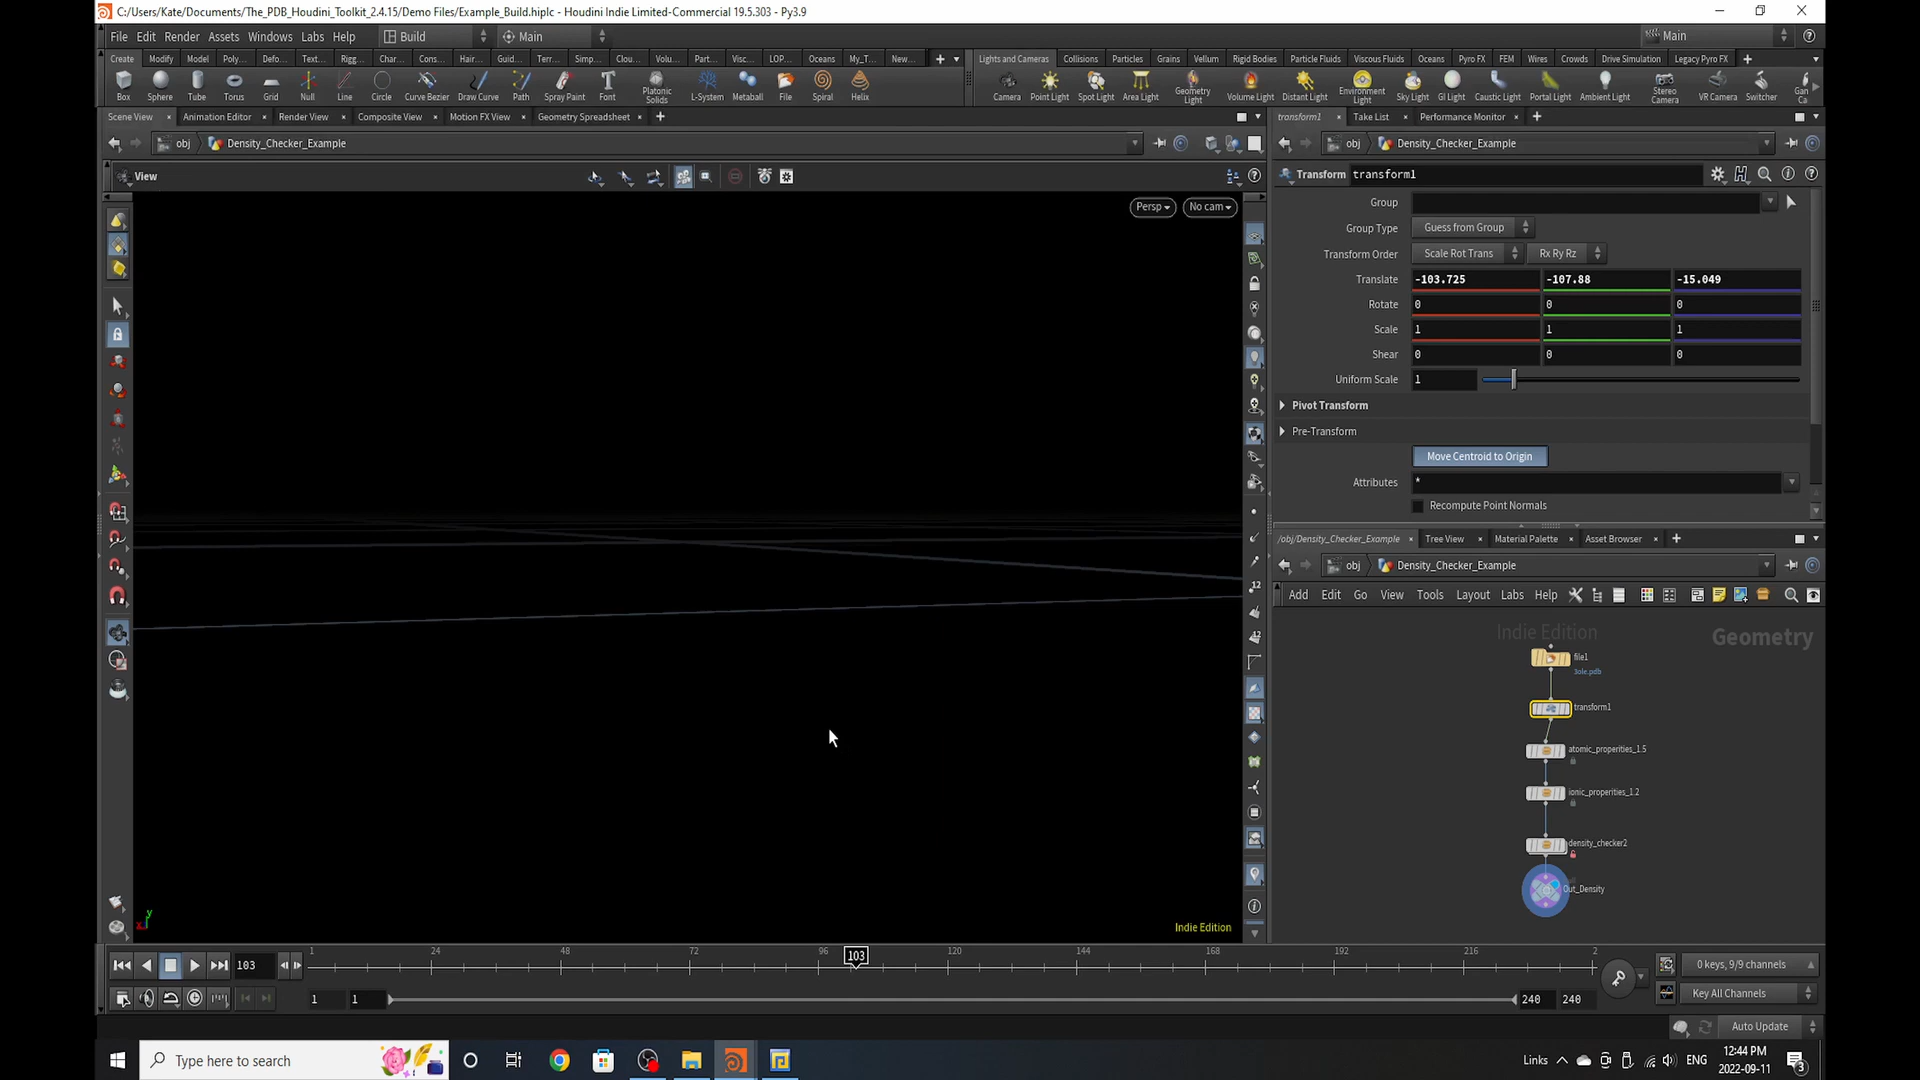 C:/Users/Kate/Documents/The_PDB_Houdini_Toolkit_2.4.15/Demo Files/Example_Build.hiplc - Houdini Indie Limited-Commercial 19.5.303 - Py3.9
File Edit Render Assets Windows Labs Help Build Main Main
Create Modify Model Poly... Defo... Text... Rigg... Char... Cons... Hair... Guid... Terr... Simp... Clou... Volu... Part... Visc... LOP... Oceans My_T... New... Lights and Cameras Collisions Particles Grains Vellum Rigid Bodies Particle Fluids Viscous Fluids Oceans Pyro FX FEM Wires Crowds Drive Simulation Legacy Pyro FX
Box Sphere Tube Torus Grid Null Line Circle Curve Bezier Draw Curve Path Spray Paint Font Platonic Solids L-System Metaball File Spiral Helix Camera Point Light Spot Light Area Light Geometry Light Volume Light Distant Light Environment Light Sky Light GI Light Caustic Light Portal Light Ambient Light Stereo Camera VR Camera Switcher
Scene View Animation Editor Render View Composite View Motion FX View Geometry Spreadsheet transform1 Take List Performance Monitor
obj Density_Checker_Example obj Density_Checker_Example
View
Transform transform1
Persp No cam
Group
Group Type Guess from Group
Transform Order Scale Rot Trans Rx Ry Rz
Translate -103.725 -107.88 -15.049
Rotate 0 0 0
Scale 1 1 1
Shear 0 0 0
Uniform Scale 1
Pivot Transform
Pre-Transform
Move Centroid to Origin
Attributes *
Recompute Point Normals
/obj/Density_Checker_Example Tree View Material Palette Asset Browser
obj Density_Checker_Example
Add Edit Go View Tools Layout Labs Help
Indie Edition
Geometry
file1
3ole.pdb
transform1
atomic_properities_1.5
ionic_properities_1.2
density_checker2
Out_Density
Indie Edition
x y
12
12
1 24 48 72 96 120 144 168 192 216 2
103 103
0 keys, 9/9 channels
1 1 240 240
Key All Channels
Auto Update
Type here to search
Links ENG 12:44 PM
2022-09-11
3